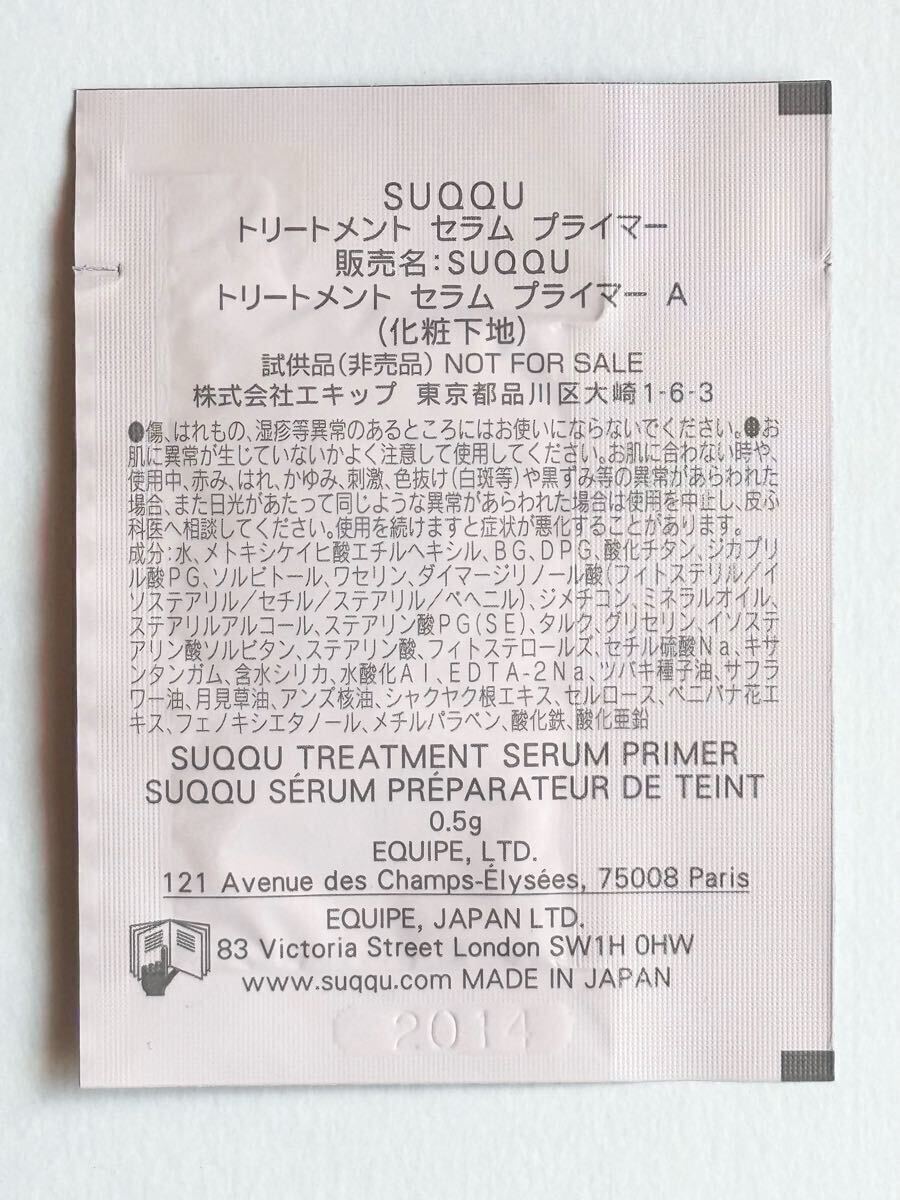 SUQQU
トリートメント セラム プライマー
販売名:SUQQU
トリートメント セラム プライマー A
(化粧下地)
試供品(非売品) NOT FOR SALE
株式会社エキップ 東京都品川区大崎1-6-3
●傷、はれもの、湿疹等異常のあるところにはお使いにならないでください。●お
肌に異常が生じていないかよく注意して使用してください。お肌に合わない時や、
使用中、赤み、はれ、かゆみ、刺激、色抜け(白斑等)や黒ずみ等の異常があらわれた
場合、また日光があたって同じような異常があらわれた場合は使用を中止し、皮ふ
科医へ相談してください。使用を続けますと症状が悪化することがあります。
成分:水、メトキシケイヒ酸エチルヘキシル、BG、DPG、酸化チタン、ジカプリ
ル酸PG、ソルビトール、ワセリン、ダイマージリノール酸(フィトステリル/イ
ソステアリル/セチル/ステアリル/ベヘニル)、ジメチコン、ミネラルオイル、
ステアリルアルコール、ステアリン酸PG(SE)、タルク、グリセリン、イソステ
アリン酸ソルビタン、ステアリン酸、フィトステロールズ、セチル硫酸Na、キサ
ンタンガム、含水シリカ、水酸化Al、EDTA-2Na、ツバキ種子油、サフラ
ワー油、月見草油、アンズ核油、シャクヤク根エキス、セルロース、ベニバナ花エ
キス、フェノキシエタノール、メチルパラベン、酸化鉄、酸化亜鉛
SUQQU TREATMENT SERUM PRIMER
SUQQU SÉRUM PRÉPARATEUR DE TEINT
0.5g
EQUIPE, LTD.
121 Avenue des Champs-Élysées, 75008 Paris
EQUIPE, JAPAN LTD.
83 Victoria Street London SW1H 0HW
www.suqqu.com MADE IN JAPAN
2014